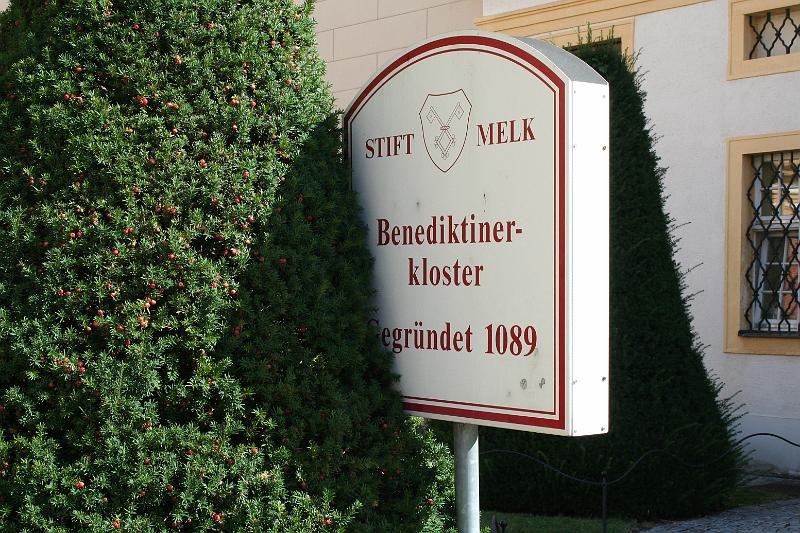 STIFT MELK
Benediktiner-
kloster
Gegründet 1089